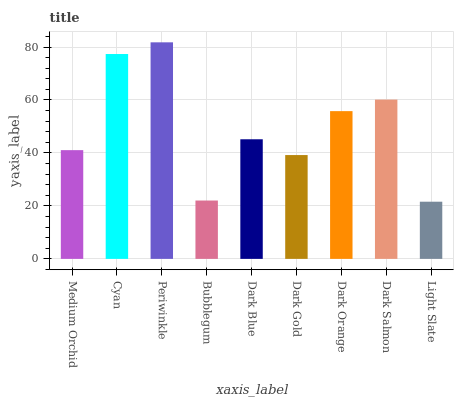 title
yaxis_label
80
60
40
20
0
Medium Orchid
Cyan
Periwinkle
Bubblegum
Dark Blue
Dark Gold
Dark Orange
Dark Salmon
Light Slate
xaxis_label